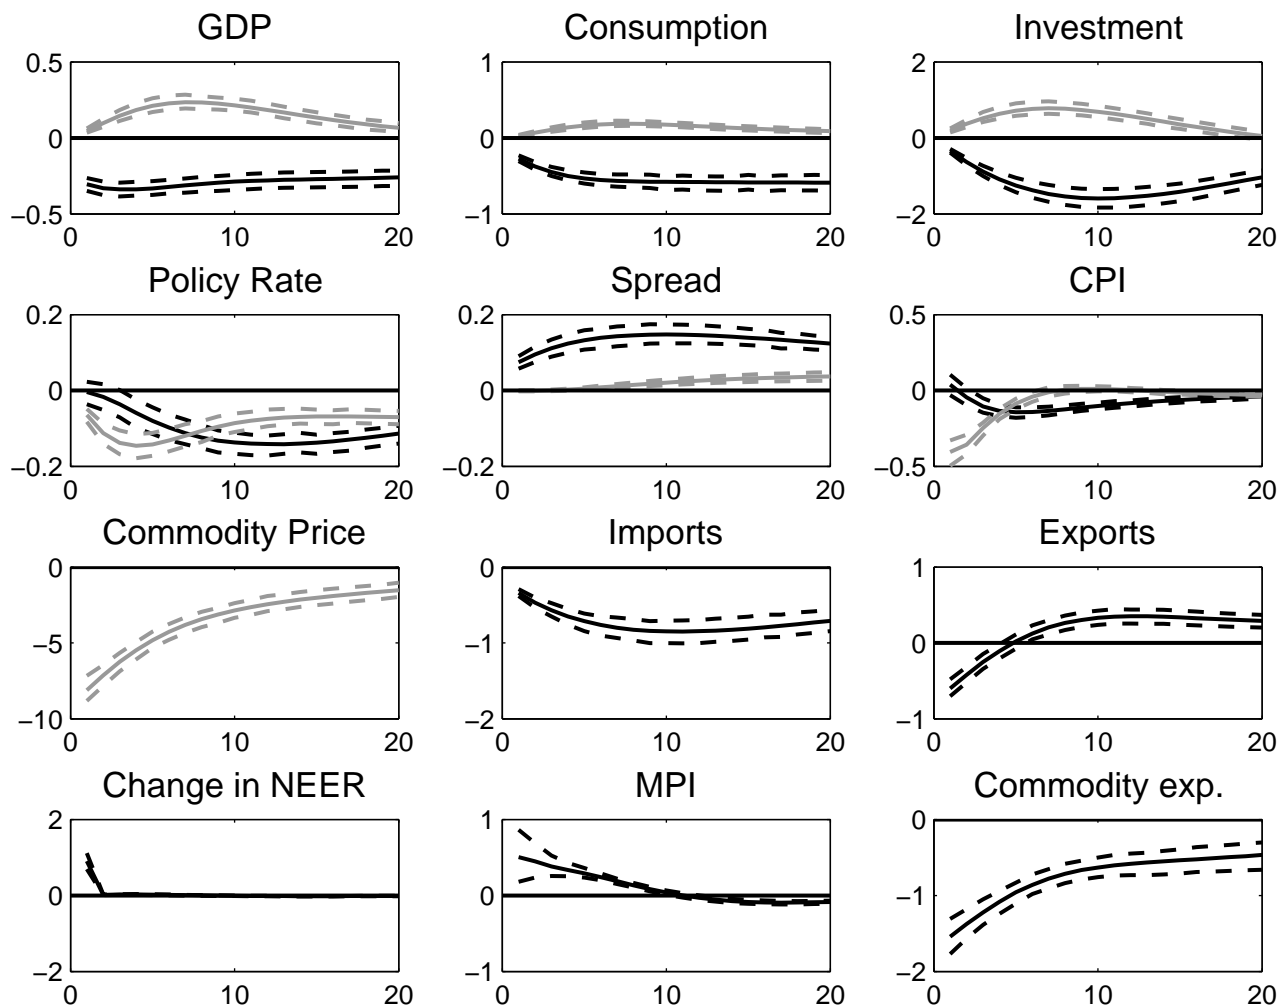 GDP Consumption Investment
0.5 1 2
0 0 0
−0.5 −1 −2
0 10 20 0 10 20 0 10 20
Policy Rate Spread CPI
0.2 0.2 0.5
0 0 0
−0.2 −0.2 −0.5
0 10 20 0 10 20 0 10 20
Commodity Price Imports Exports
0 0 1
−5 −1 0
−10 −2 −1
0 10 20 0 10 20 0 10 20
Change in NEER MPI Commodity exp.
2 1 0
0 0 −1
−2 −1 −2
0 10 20 0 10 20 0 10 20